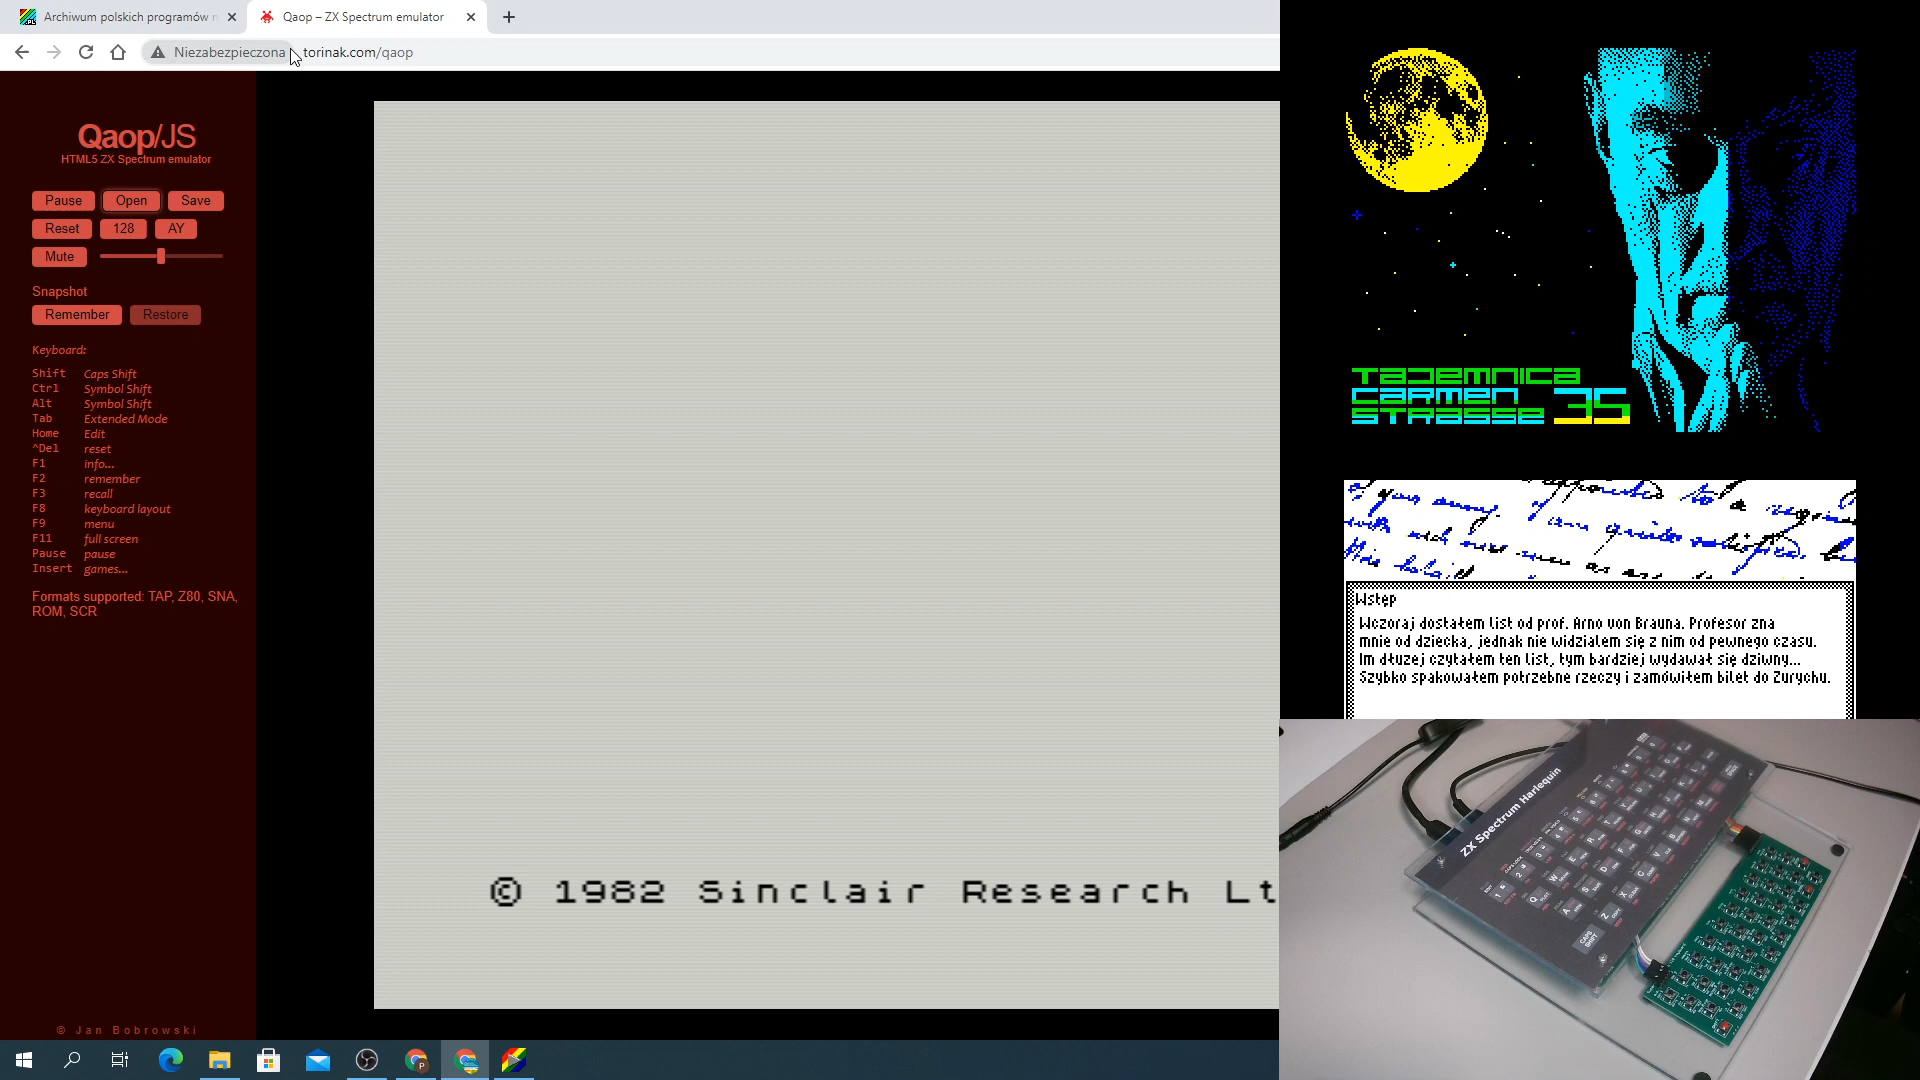 Archiwum polskich programów n
Qaop – ZX Spectrum emulator
Niezabezpieczona
torinak.com/qaop
Qaop/JS
HTML5 ZX Spectrum emulator
Pause Open Save
Reset 128 AY
Mute
Snapshot
Remember Restore
Keyboard:
Shift Caps Shift
Ctrl Symbol Shift
Alt Symbol Shift
Tab Extended Mode
Home Edit
^Del reset
F1 info...
F2 remember
F3 recall
F8 keyboard layout
F9 menu
F11 full screen
Pause pause
Insert games...
Formats supported: TAP, Z80, SNA,
ROM, SCR
© Jan Bobrowski
© 1982 Sinclair Research Lt
TAJEMNICA
CARMEN
STRASSE 35
Wstęp
Wczoraj dostałem list od prof. Arno von Brauna. Profesor zna
mnie od dziecka, jednak nie widzialem się z nim od pewnego czasu.
Im dłużej czytałem ten list, tym bardziej wydawał się dziwny...
Szybko spakowałem potrzebne rzeczy i zamówiłem bilet do Zurychu.
ZX Spectrum Harlequin
CAPS
SHIFT